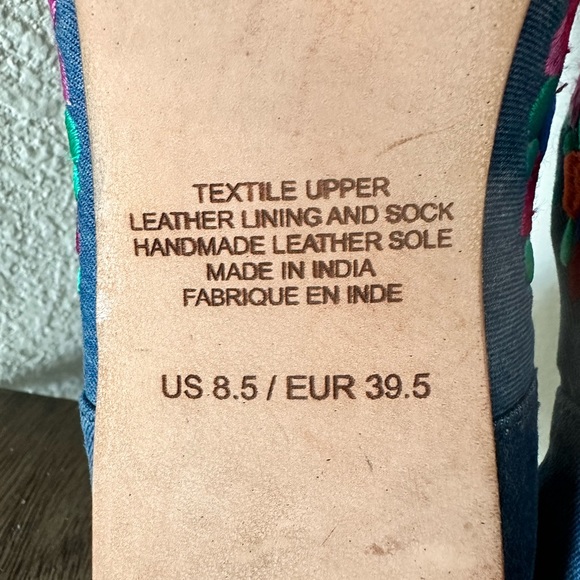 TEXTILE UPPER
LEATHER LINING AND SOCK
HANDMADE LEATHER SOLE
MADE IN INDIA
FABRIQUE EN INDE
US 8.5 / EUR 39.5